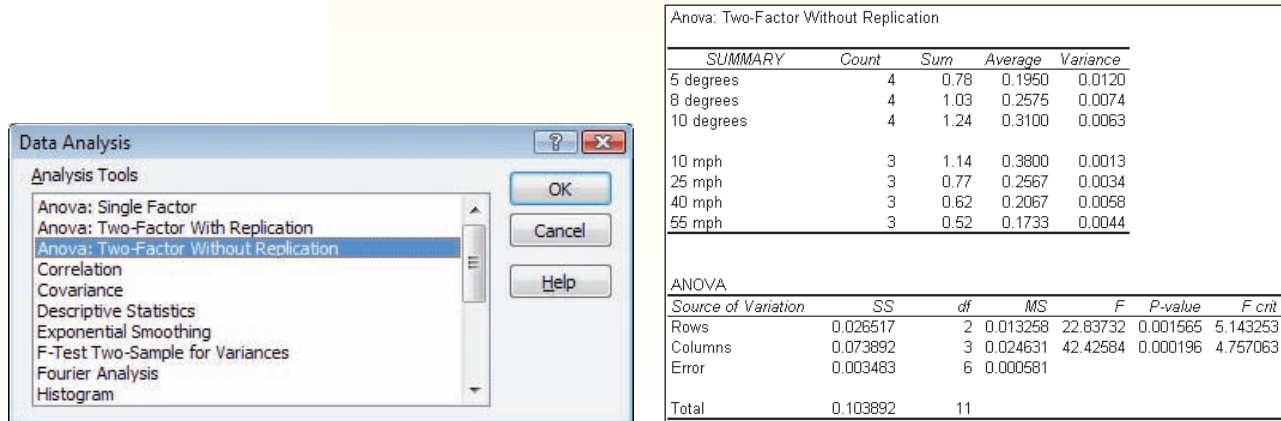 Data Analysis
Analysis Tools
Anova: Single Factor
Anova: Two-Factor With Replication
Anova: Two-Factor Without Replication
Correlation
Covariance
Descriptive Statistics
Exponential Smoothing
F-Test Two-Sample for Variances
Fourier Analysis
Histogram
OK
Cancel
Help
Anova: Two-Factor Without Replication
SUMMARY Count Sum Average Variance
5 degrees 4 0.78 0.1950 0.0120
8 degrees 4 1.03 0.2575 0.0074
10 degrees 4 1.24 0.3100 0.0063
10 mph 3 1.14 0.3800 0.0013
25 mph 3 0.77 0.2567 0.0034
40 mph 3 0.62 0.2067 0.0058
55 mph 3 0.52 0.1733 0.0044
ANOVA
Source of Variation SS df MS F P-value F crit
Rows 0.026517 2 0.013258 22.83732 0.001565 5.143253
Columns 0.073892 3 0.024631 42.42584 0.000196 4.757063
Error 0.003483 6 0.000581
Total 0.103892 11